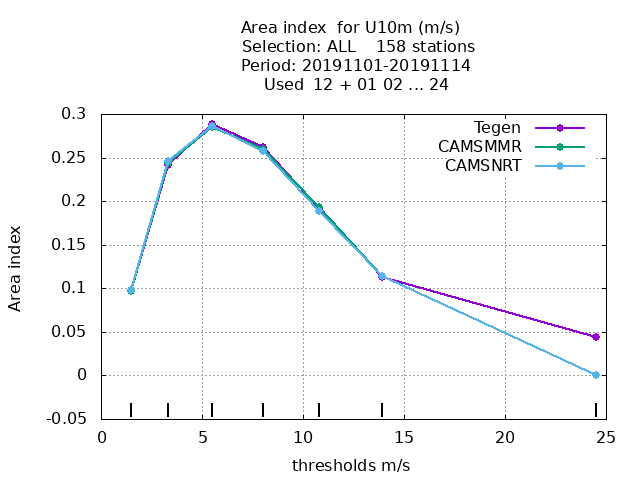 Area index  for U10m (m/s)
Selection: ALL    158 stations
Period: 20191101-20191114
Used  12 + 01 02 ... 24
Tegen
CAMSMMR
CAMSNRT
0.3
0.25
0.2
0.15
0.1
0.05
0
-0.05
Area index
0 5 10 15 20 25
thresholds m/s